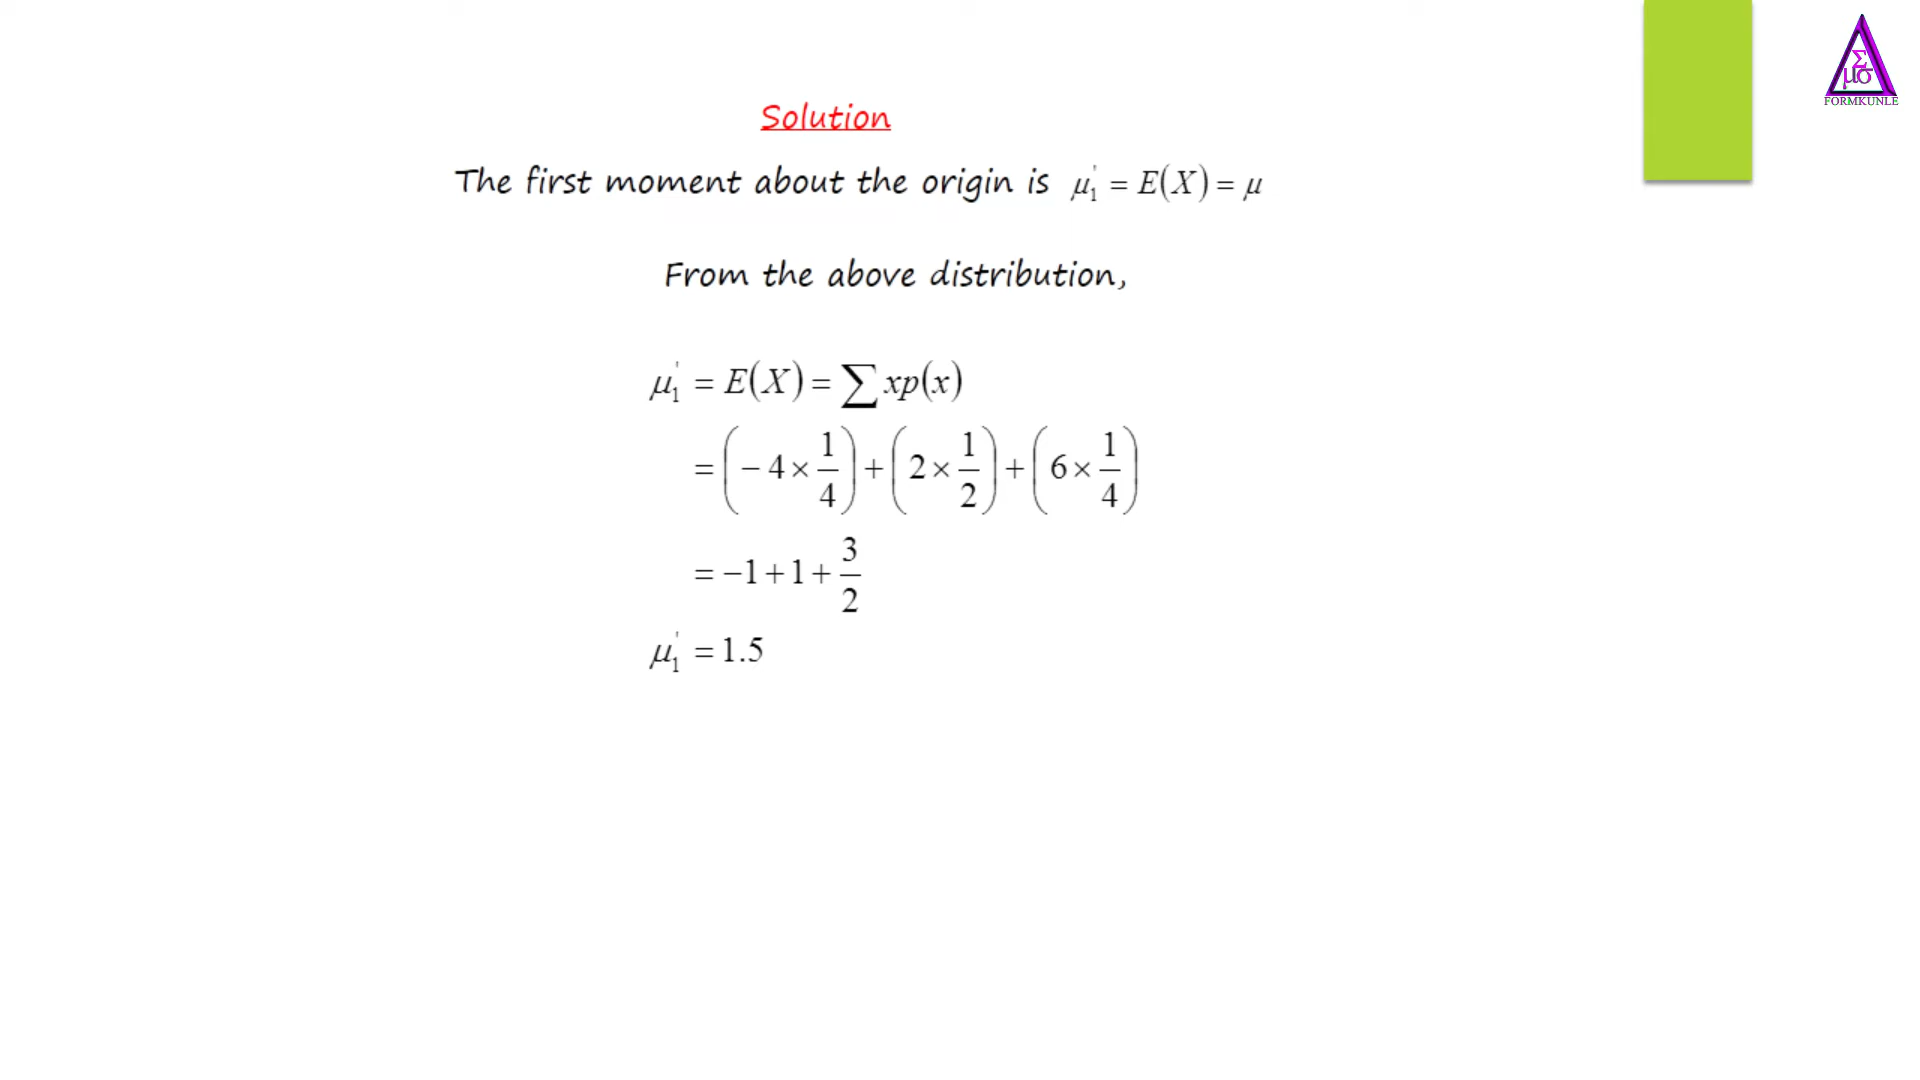 Σ
μσ
FORMKUNLE
Solution
The first moment about the origin is μ₁' = E(X) = μ
From the above distribution,
μ₁' = E(X) = ∑ xp(x)
= (− 4 × 1/4) + (2 × 1/2) + (6 × 1/4)
= −1 + 1 + 3/2
μ₁' = 1.5